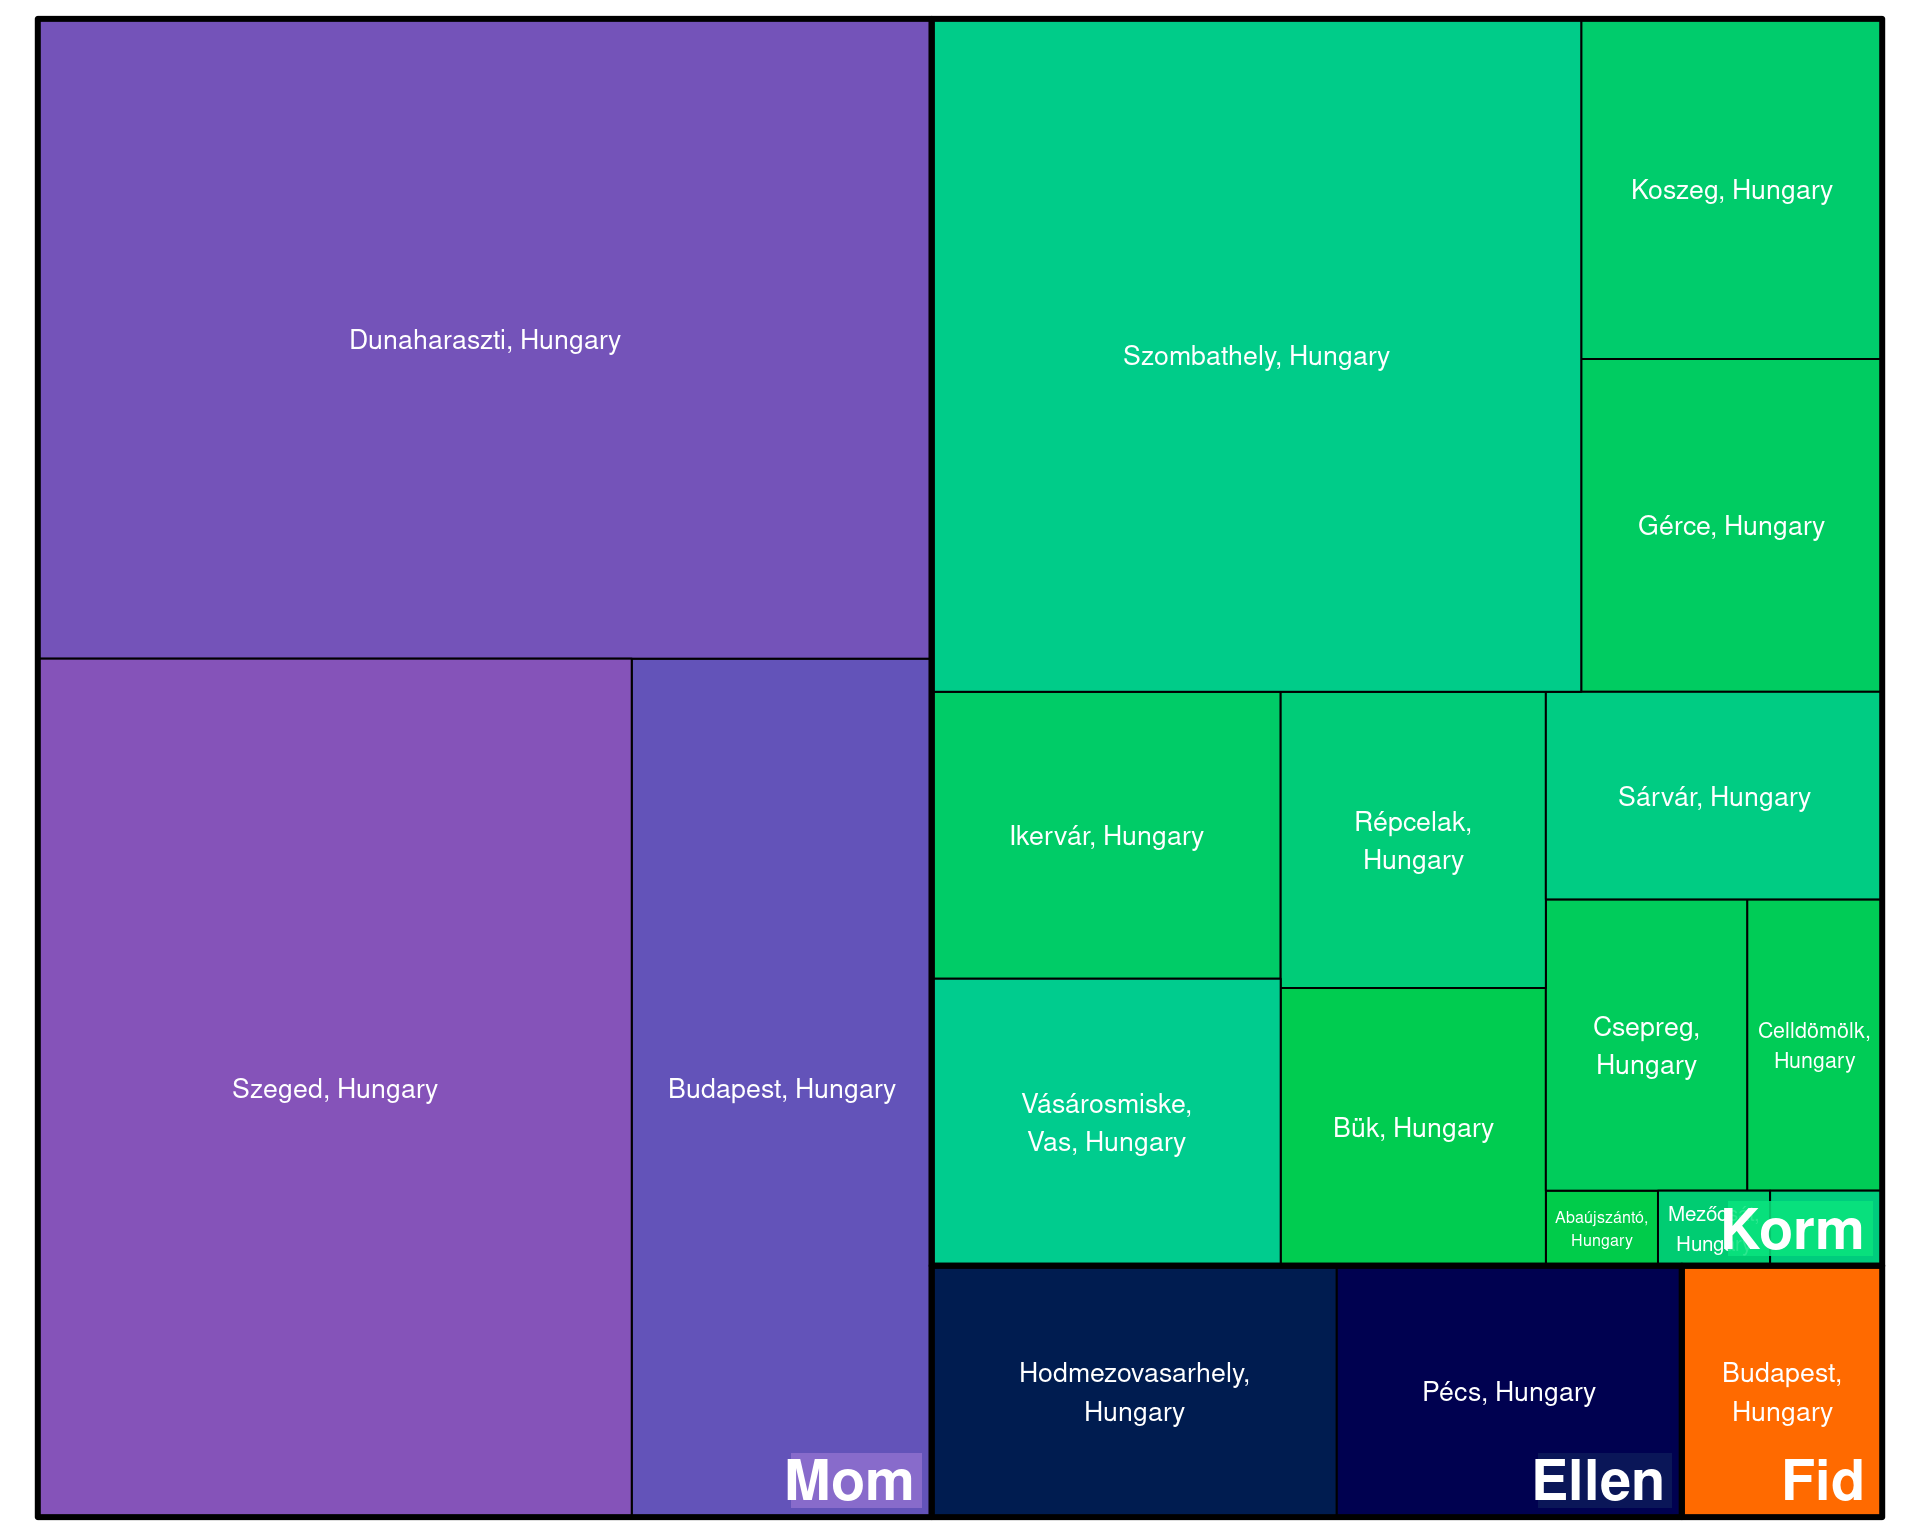 Dunaharaszti, Hungary
Szeged, Hungary
Budapest, Hungary
Mom
Szombathely, Hungary
Koszeg, Hungary
Gérce, Hungary
Ikervár, Hungary
Répcelak,
Hungary
Sárvár, Hungary
Vásárosmiske,
Vas, Hungary
Bük, Hungary
Csepreg,
Hungary
Celldömölk,
Hungary
Abaújszántó,
Hungary
Hungary
Korm
Hodmezovasarhely,
Hungary
Pécs, Hungary
Ellen
Budapest,
Hungary
Fid